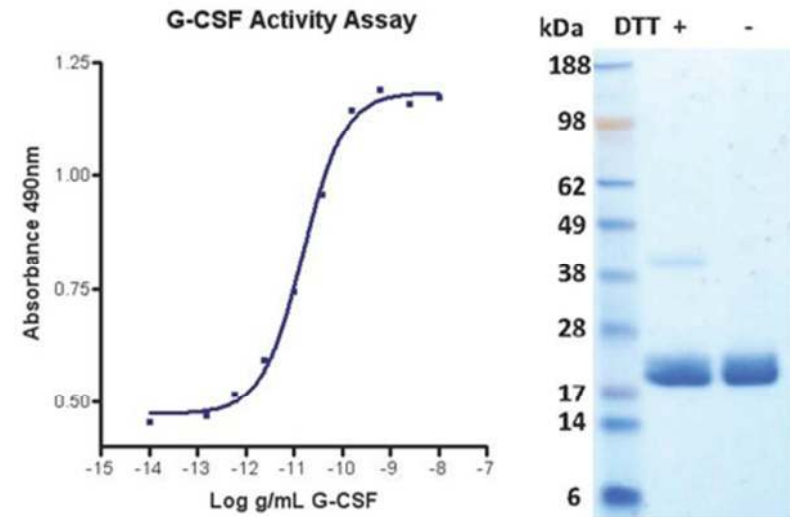 G-CSF Activity Assay
1.25
1.00
0.75
0.50
Absorbance 490nm
-15 -14 -13 -12 -11 -10 -9 -8 -7
Log g/mL G-CSF
kDa DTT + -
188
98
62
49
38
28
17
14
6